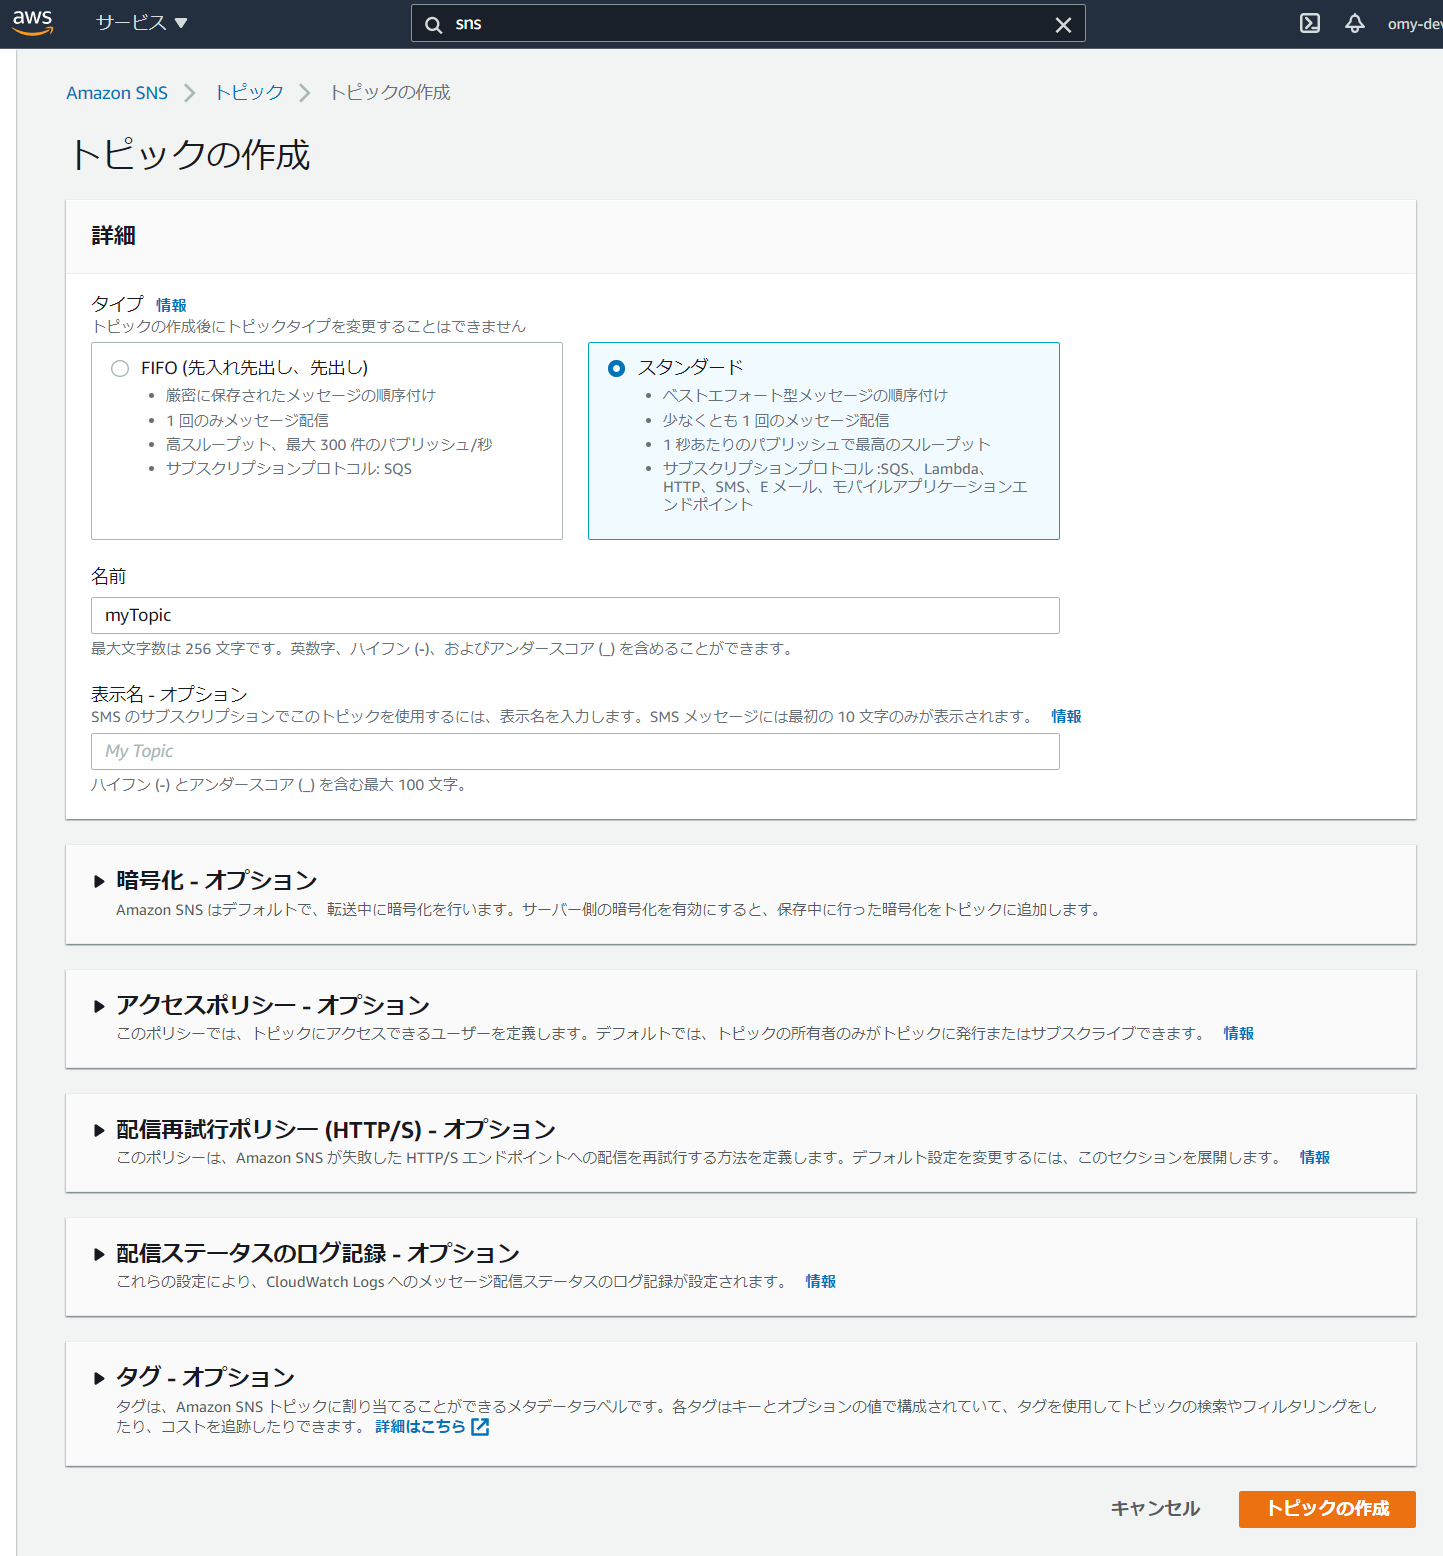 aws サービス ▼ sns omy-dev
Amazon SNS > トピック > トピックの作成
トピックの作成
詳細
タイプ 情報
トピックの作成後にトピックタイプを変更することはできません
FIFO (先入れ先出し、先出し)
• 厳密に保存されたメッセージの順序付け
• 1 回のみメッセージ配信
• 高スループット、最大 300 件のパブリッシュ/秒
• サブスクリプションプロトコル: SQS
スタンダード
• ベストエフォート型メッセージの順序付け
• 少なくとも 1 回のメッセージ配信
• 1 秒あたりのパブリッシュで最高のスループット
• サブスクリプションプロトコル :SQS、Lambda、
HTTP、SMS、E メール、モバイルアプリケーションエ
ンドポイント
名前
myTopic
最大文字数は 256 文字です。英数字、ハイフン (-)、およびアンダースコア (_) を含めることができます。
表示名 - オプション
SMS のサブスクリプションでこのトピックを使用するには、表示名を入力します。SMS メッセージには最初の 10 文字のみが表示されます。 情報
My Topic
ハイフン (-) とアンダースコア (_) を含む最大 100 文字。
暗号化 - オプション
Amazon SNS はデフォルトで、転送中に暗号化を行います。サーバー側の暗号化を有効にすると、保存中に行った暗号化をトピックに追加します。
アクセスポリシー - オプション
このポリシーでは、トピックにアクセスできるユーザーを定義します。デフォルトでは、トピックの所有者のみがトピックに発行またはサブスクライブできます。 情報
配信再試行ポリシー (HTTP/S) - オプション
このポリシーは、Amazon SNS が失敗した HTTP/S エンドポイントへの配信を再試行する方法を定義します。デフォルト設定を変更するには、このセクションを展開します。 情報
配信ステータスのログ記録 - オプション
これらの設定により、CloudWatch Logs へのメッセージ配信ステータスのログ記録が設定されます。 情報
タグ - オプション
タグは、Amazon SNS トピックに割り当てることができるメタデータラベルです。各タグはキーとオプションの値で構成されていて、タグを使用してトピックの検索やフィルタリングをし
たり、コストを追跡したりできます。 詳細はこちら
キャンセル トピックの作成